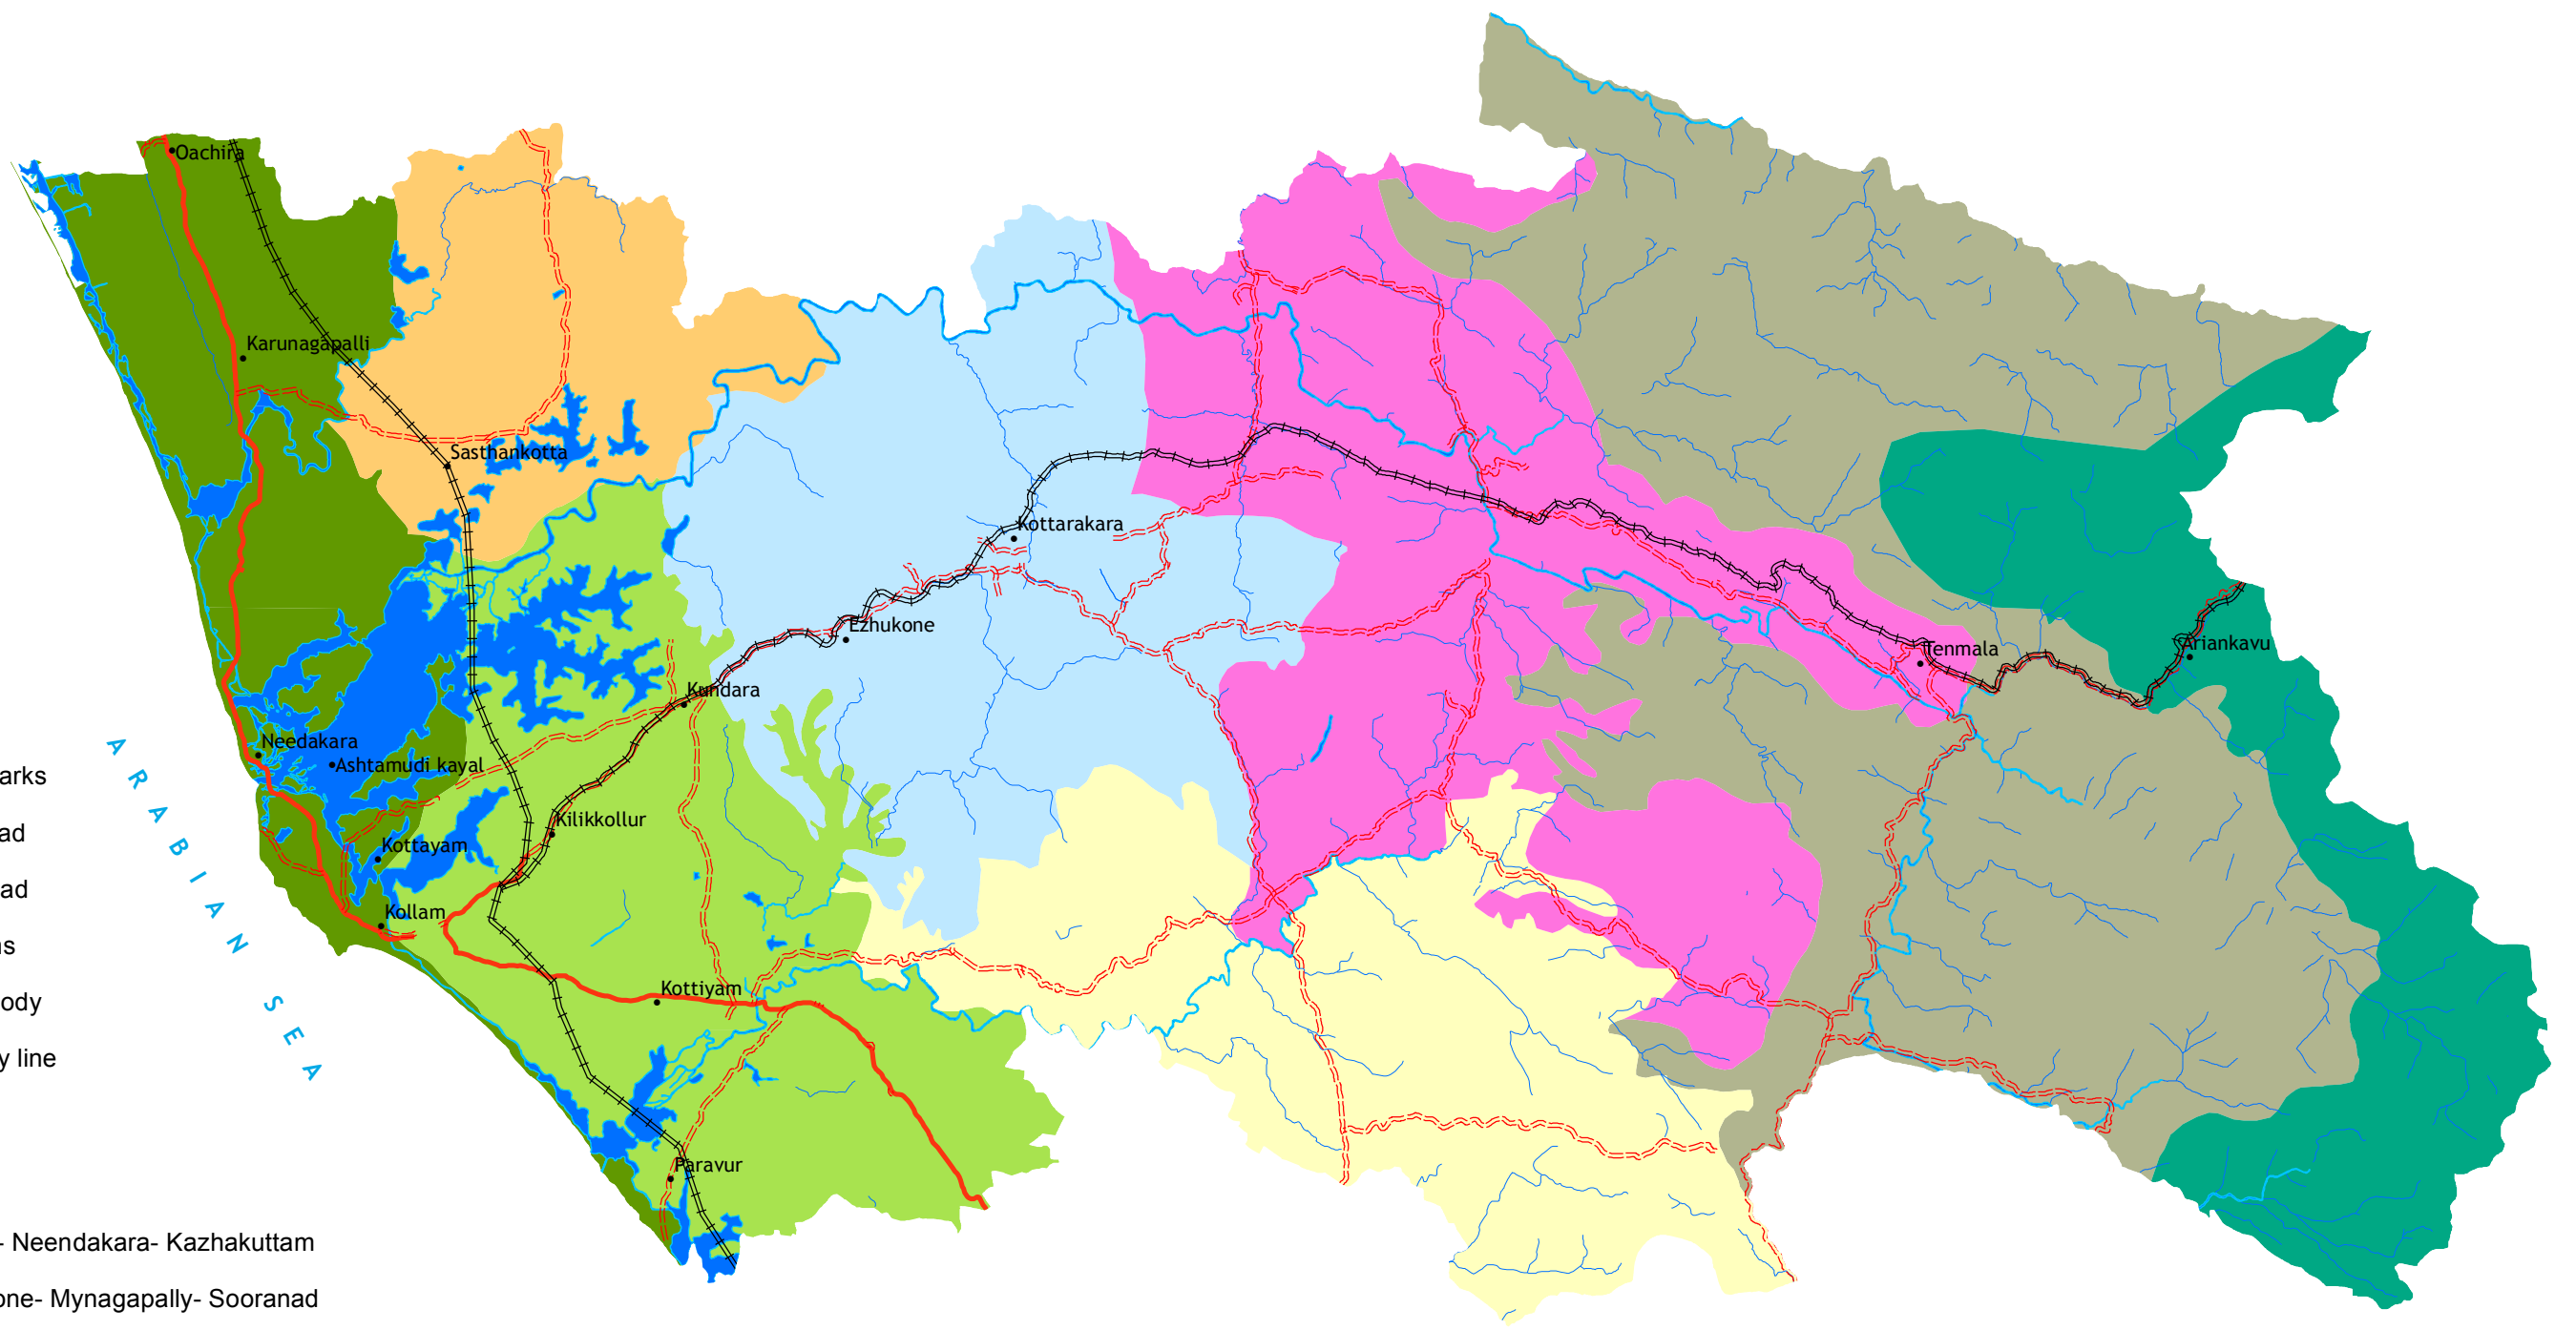 Oachira
Karunagapalli
Sasthankotta
Kottarakara
Ezhukone
Tenmala
Ariankavu
Kundara
Needakara
Ashtamudi kayal
Kilikkollur
Kottayam
Kollam
Kottiyam
Paravur
ARABIAN SEA
arks
ad
ad
ns
ody
y line
- Neendakara- Kazhakuttam
one- Mynagapally- Sooranad